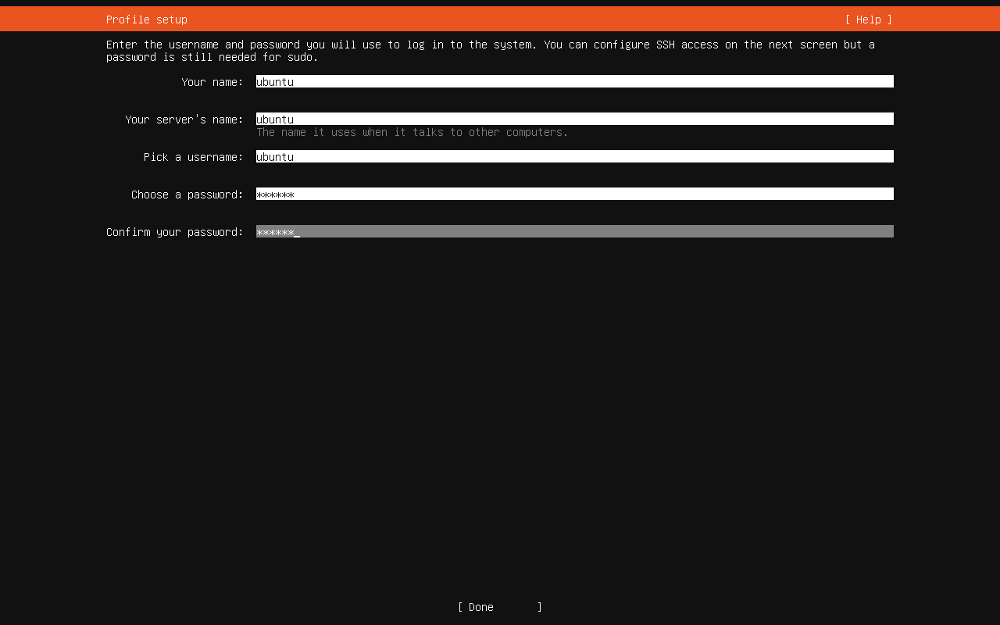 Profile setup [ Help ]
Enter the username and password you will use to log in to the system. You can configure SSH access on the next screen but a
password is still needed for sudo.
Your name: ubuntu
Your server's name: ubuntu
The name it uses when it talks to other computers.
Pick a username: ubuntu
Choose a password: ******
Confirm your password: ******_
[ Done ]